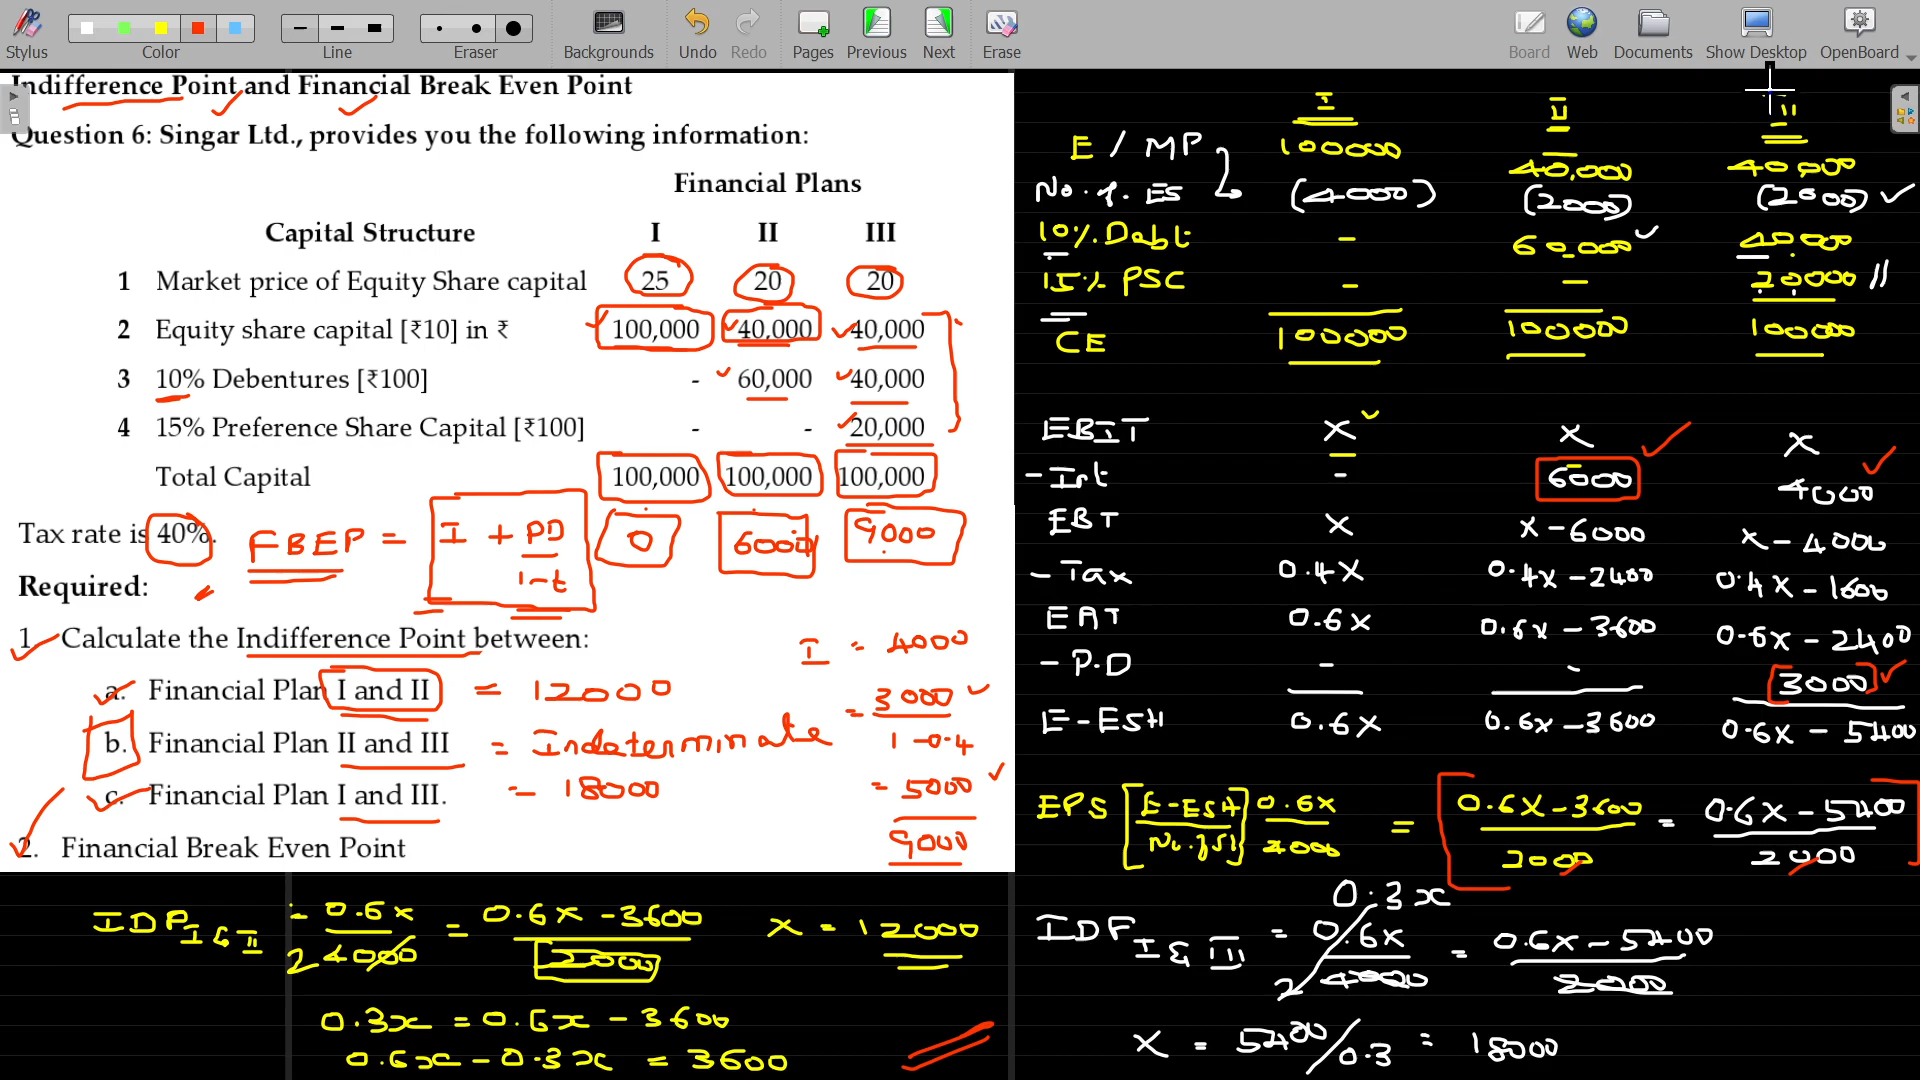 Stylus Color Line Eraser Backgrounds Undo Redo Pages Previous Next Erase Board Web Documents Show Desktop OpenBoard
Indifference Point and Financial Break Even Point
Question 6: Singar Ltd., provides you the following information:
Financial Plans
Capital Structure I II III
1 Market price of Equity Share capital 25 20 20
2 Equity share capital [₹10] in ₹ 100,000 40,000 40,000
3 10% Debentures [₹100] - 60,000 40,000
4 15% Preference Share Capital [₹100] - - 20,000
Total Capital 100,000 100,000 100,000
Tax rate is 40%. FBEP = I + PD 0 6000 9000
1-t
Required:
1 Calculate the Indifference Point between:
a. Financial Plan I and II = 12000
b. Financial Plan II and III = Indeterminate
c. Financial Plan I and III. = 18000
2. Financial Break Even Point
I = 4000
= 3000
1-0.4
= 5000
9000
IDP I & II = 0.6x = 0.6x - 3600 x = 12000
2 4000 2000
0.3x = 0.6x - 3600
0.6x - 0.3x = 3600
I II III
E / MP 100000 40,000 40,000
No. of ES (4000) (2000) (2000)
10% Debt - 60,000 40000
15% PSC - - 20000
CE 100000 100000 100000
EBIT x x x
- Int - 6000 4000
EBT x x-6000 x-4000
- Tax 0.4x 0.4x-2400 0.4x-1600
EAT 0.6x 0.6x-3600 0.6x-2400
- P.D - - 3000
E-ESH 0.6x 0.6x-3600 0.6x-5400
EPS [E-ESH 0.6x = 0.6x-3600 = 0.6x-5400
No. of Sh] 4000 2000 2000
0.3x
IDF I & III = 0.6x = 0.6x-5400
2 4000 2000
x = 5400/0.3 = 18000